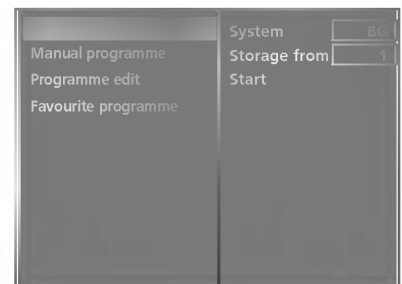 System BG
Manual programme
Storage from 1
Programme edit
Start
Favourite programme